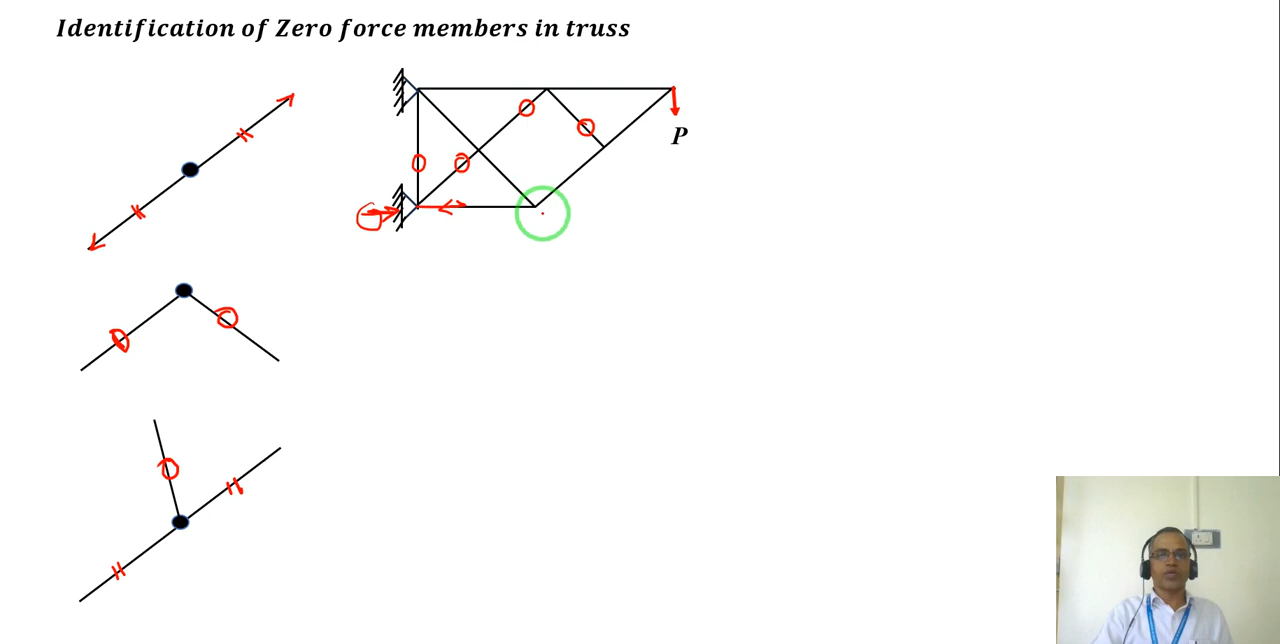 Identification of Zero force members in truss
P